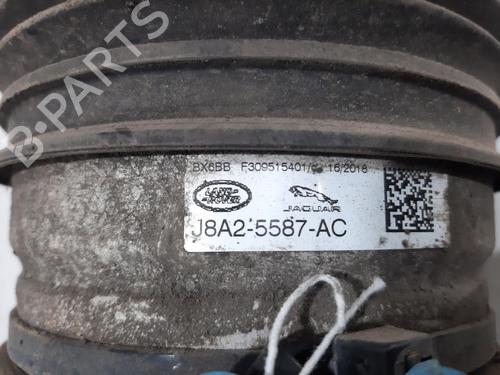 BX6BB F309515401/ 16/2018
LAND ROVER
JAGUAR
J8A2-5587-AC
B-PARTS